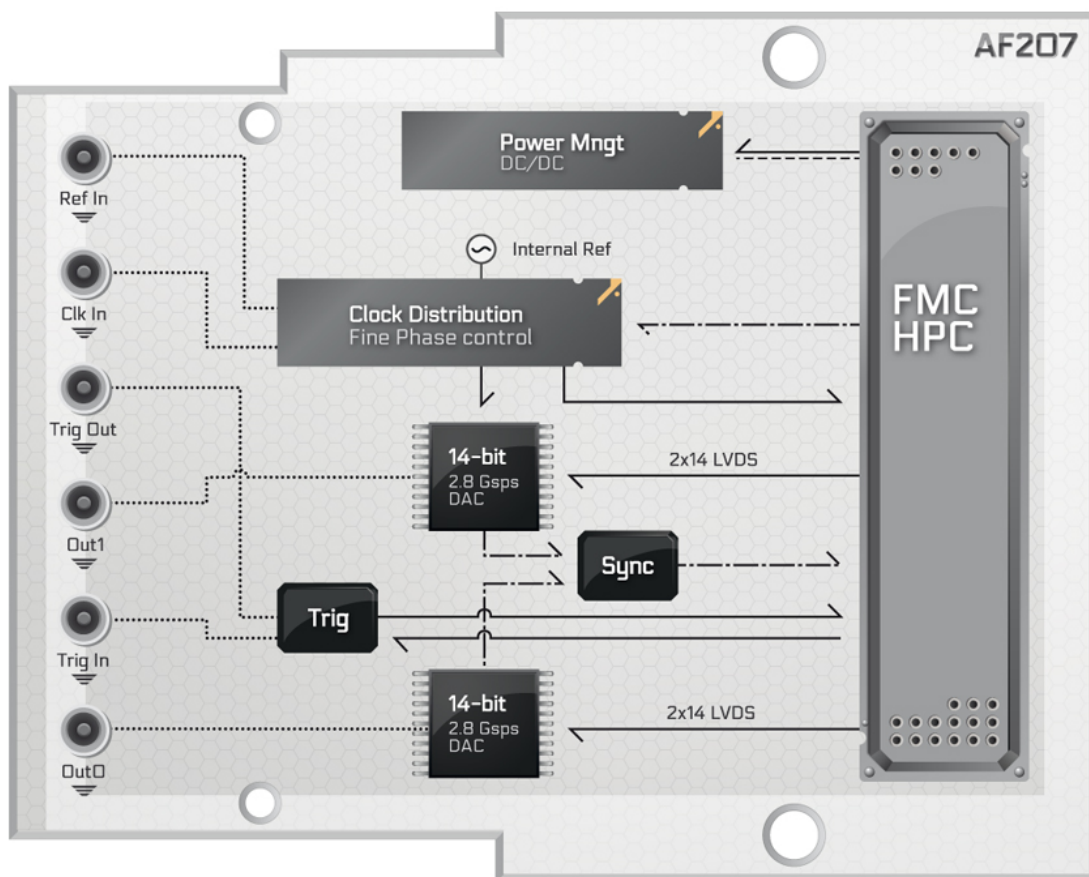 AF207
Power Mngt
DC/DC
Ref In
Internal Ref
Clk In
Clock Distribution
Fine Phase control
FMC
HPC
Trig Out
14-bit
2.8 Gsps
DAC
2x14 LVDS
Out1
Sync
Trig
Trig In
14-bit
2.8 Gsps
DAC
2x14 LVDS
Out0